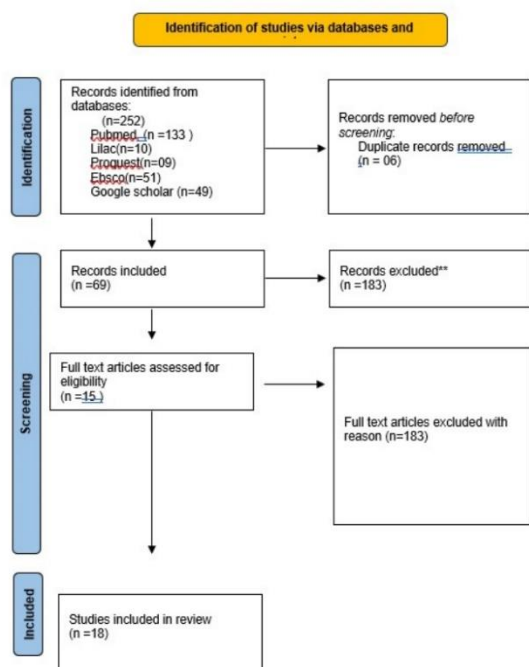 Identification of studies via databases and
Identification
Records identified from
databases:
(n=252)
Pubmed (n =133 )
Lilac(n=10)
Proquest(n=09)
Ebsco(n=51)
Google scholar (n=49)
Records removed before
screening:
Duplicate records removed
(n = 06)
Screening
Records included
(n =69)
Records excluded**
(n =183)
Full text articles assessed for
eligibility
(n =15 )
Full text articles excluded with
reason (n=183)
Included
Studies included in review
(n =18)